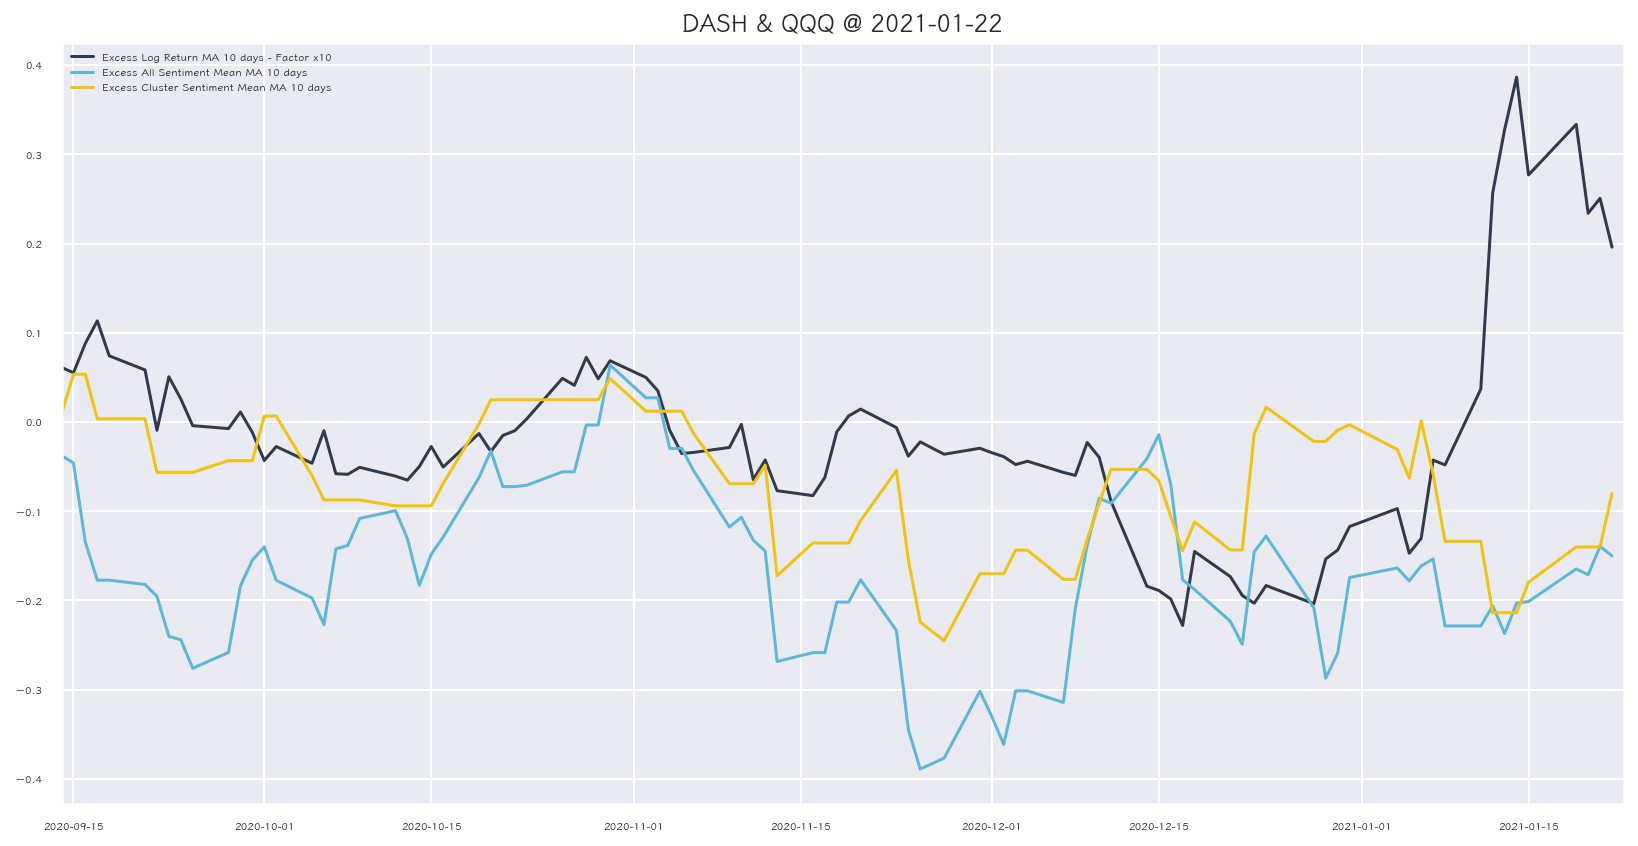 DASH & QQQ @ 2021-01-22
Excess Log Return MA 10 days - Factor x10
Excess All Sentiment Mean MA 10 days
Excess Cluster Sentiment Mean MA 10 days
0.4
0.3
0.2
0.1
0.0
−0.1
−0.2
−0.3
−0.4
2020-09-15 2020-10-01 2020-10-15 2020-11-01 2020-11-15 2020-12-01 2020-12-15 2021-01-01 2021-01-15